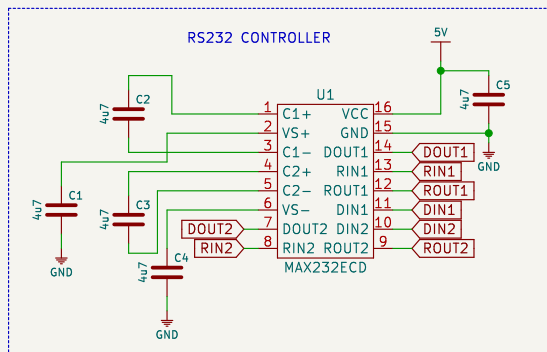 RS232 CONTROLLER
5V
C2
4u7
C5
4u7
U1
1 C1+ VCC 16
2 VS+ GND 15
3 C1- DOUT1 14 DOUT1
GND
4 C2+ RIN1 13 RIN1
5 C2- ROUT1 12 ROUT1
6 VS- DIN1 11 DIN1
DOUT2 7 DOUT2 DIN2 10 DIN2
RIN2 8 RIN2 ROUT2 9 ROUT2
MAX232ECD
C1
4u7
C3
4u7
C4
4u7
GND
GND